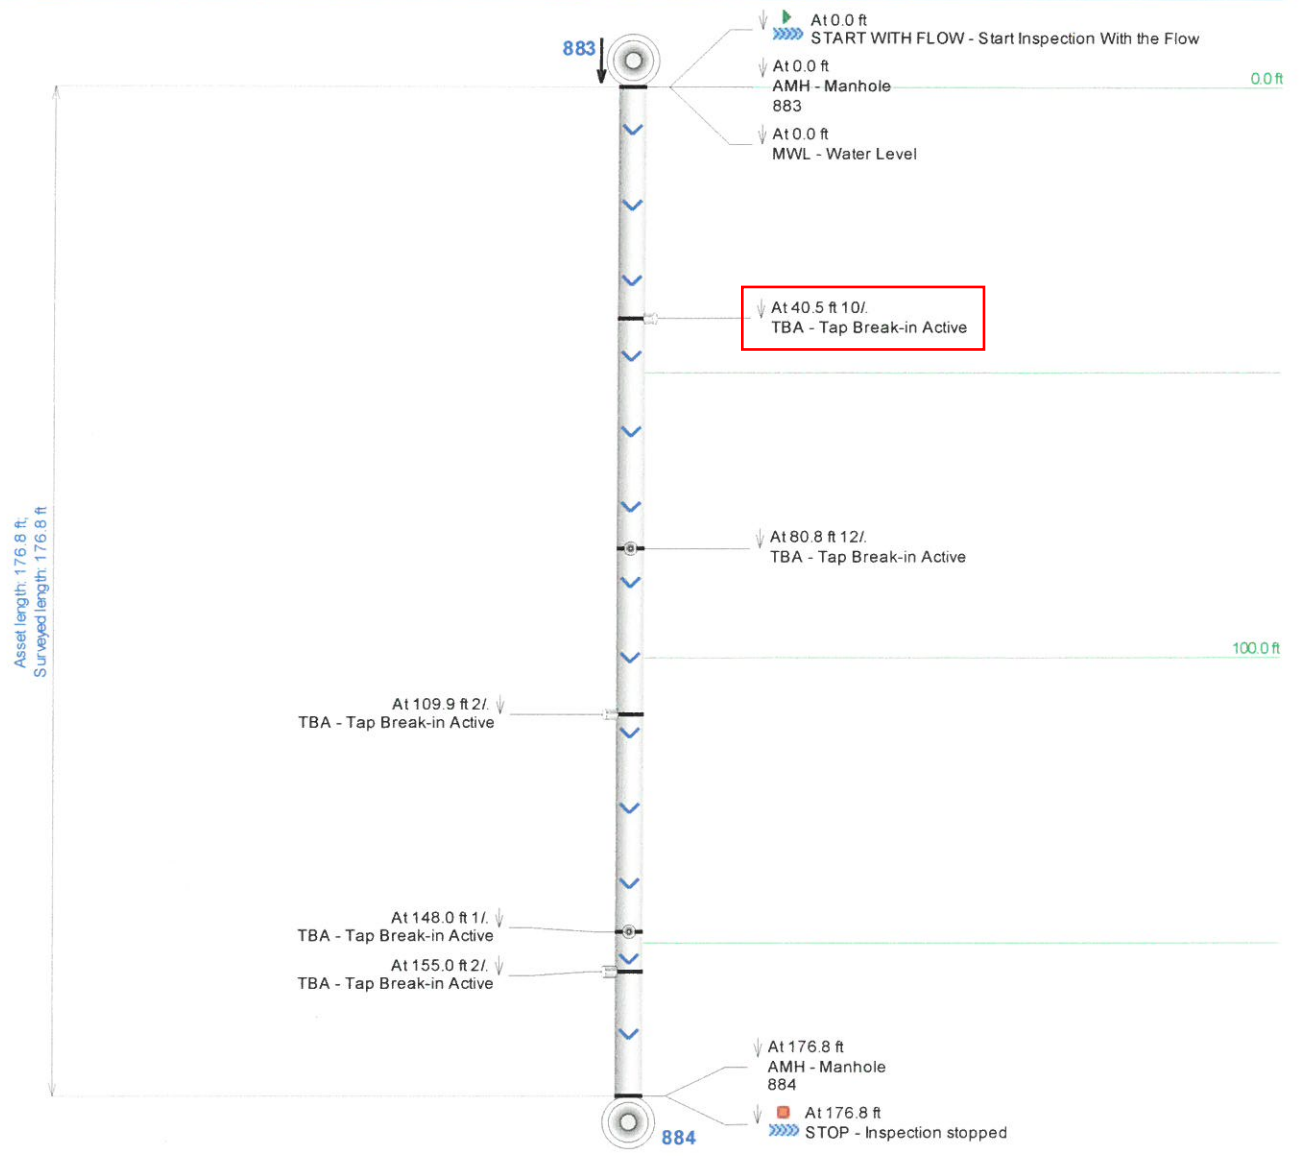 883
At 0.0 ft
START WITH FLOW - Start Inspection With the Flow
At 0.0 ft
AMH - Manhole
883
0.0 ft
At 0.0 ft
MWL - Water Level
At 40.5 ft 10/.
TBA - Tap Break-in Active
Asset length: 176.8 ft;
Surveyed length: 176.8 ft
At 80.8 ft 12/.
TBA - Tap Break-in Active
100.0 ft
At 109.9 ft 2/.
TBA - Tap Break-in Active
At 148.0 ft 1/.
TBA - Tap Break-in Active
At 155.0 ft 2/.
TBA - Tap Break-in Active
At 176.8 ft
AMH - Manhole
884
At 176.8 ft
STOP - Inspection stopped
884